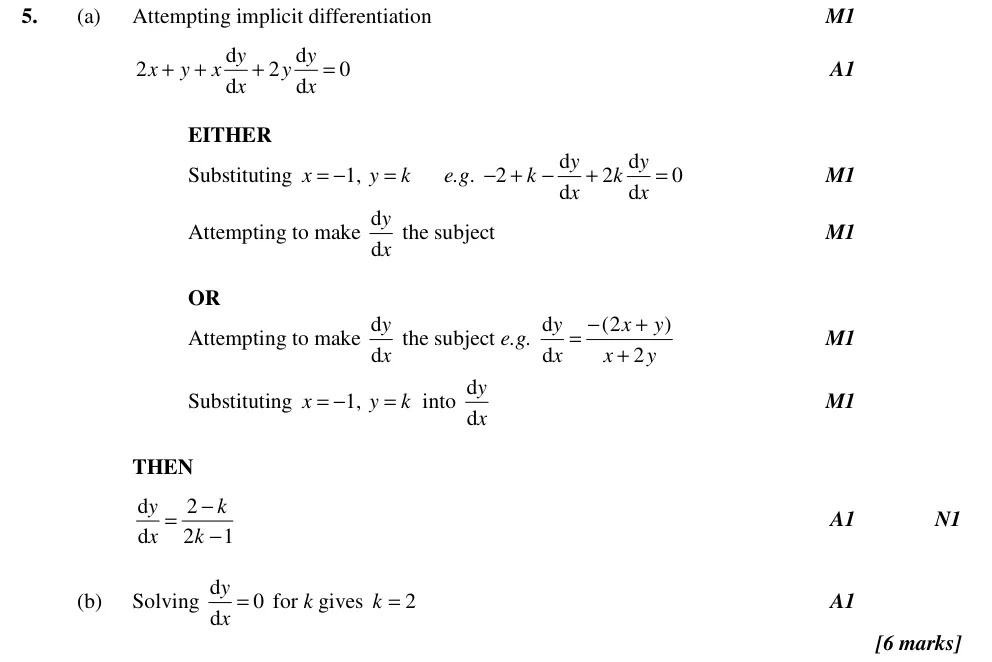 5. (a) Attempting implicit differentiation M1
2x + y + x dy/dx + 2y dy/dx = 0 A1
EITHER
Substituting x = −1, y = k e.g. −2 + k − dy/dx + 2k dy/dx = 0 M1
Attempting to make dy/dx the subject M1
OR
Attempting to make dy/dx the subject e.g. dy/dx = −(2x + y)/x + 2y M1
Substituting x = −1, y = k into dy/dx M1
THEN
dy/dx = 2 − k/2k − 1 A1 N1
(b) Solving dy/dx = 0 for k gives k = 2 A1
[6 marks]